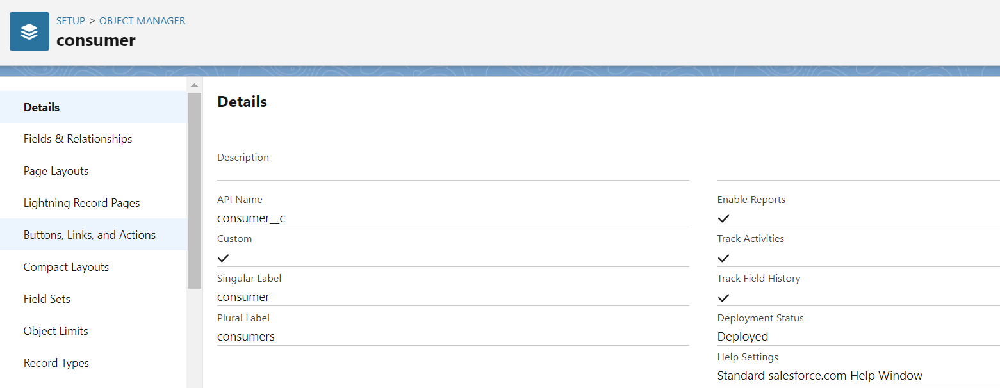 SETUP > OBJECT MANAGER
consumer
Details
Fields & Relationships
Page Layouts
Lightning Record Pages
Buttons, Links, and Actions
Compact Layouts
Field Sets
Object Limits
Record Types
Details
Description
API Name
consumer__c
Custom
Singular Label
consumer
Plural Label
consumers
Enable Reports
Track Activities
Track Field History
Deployment Status
Deployed
Help Settings
Standard salesforce.com Help Window